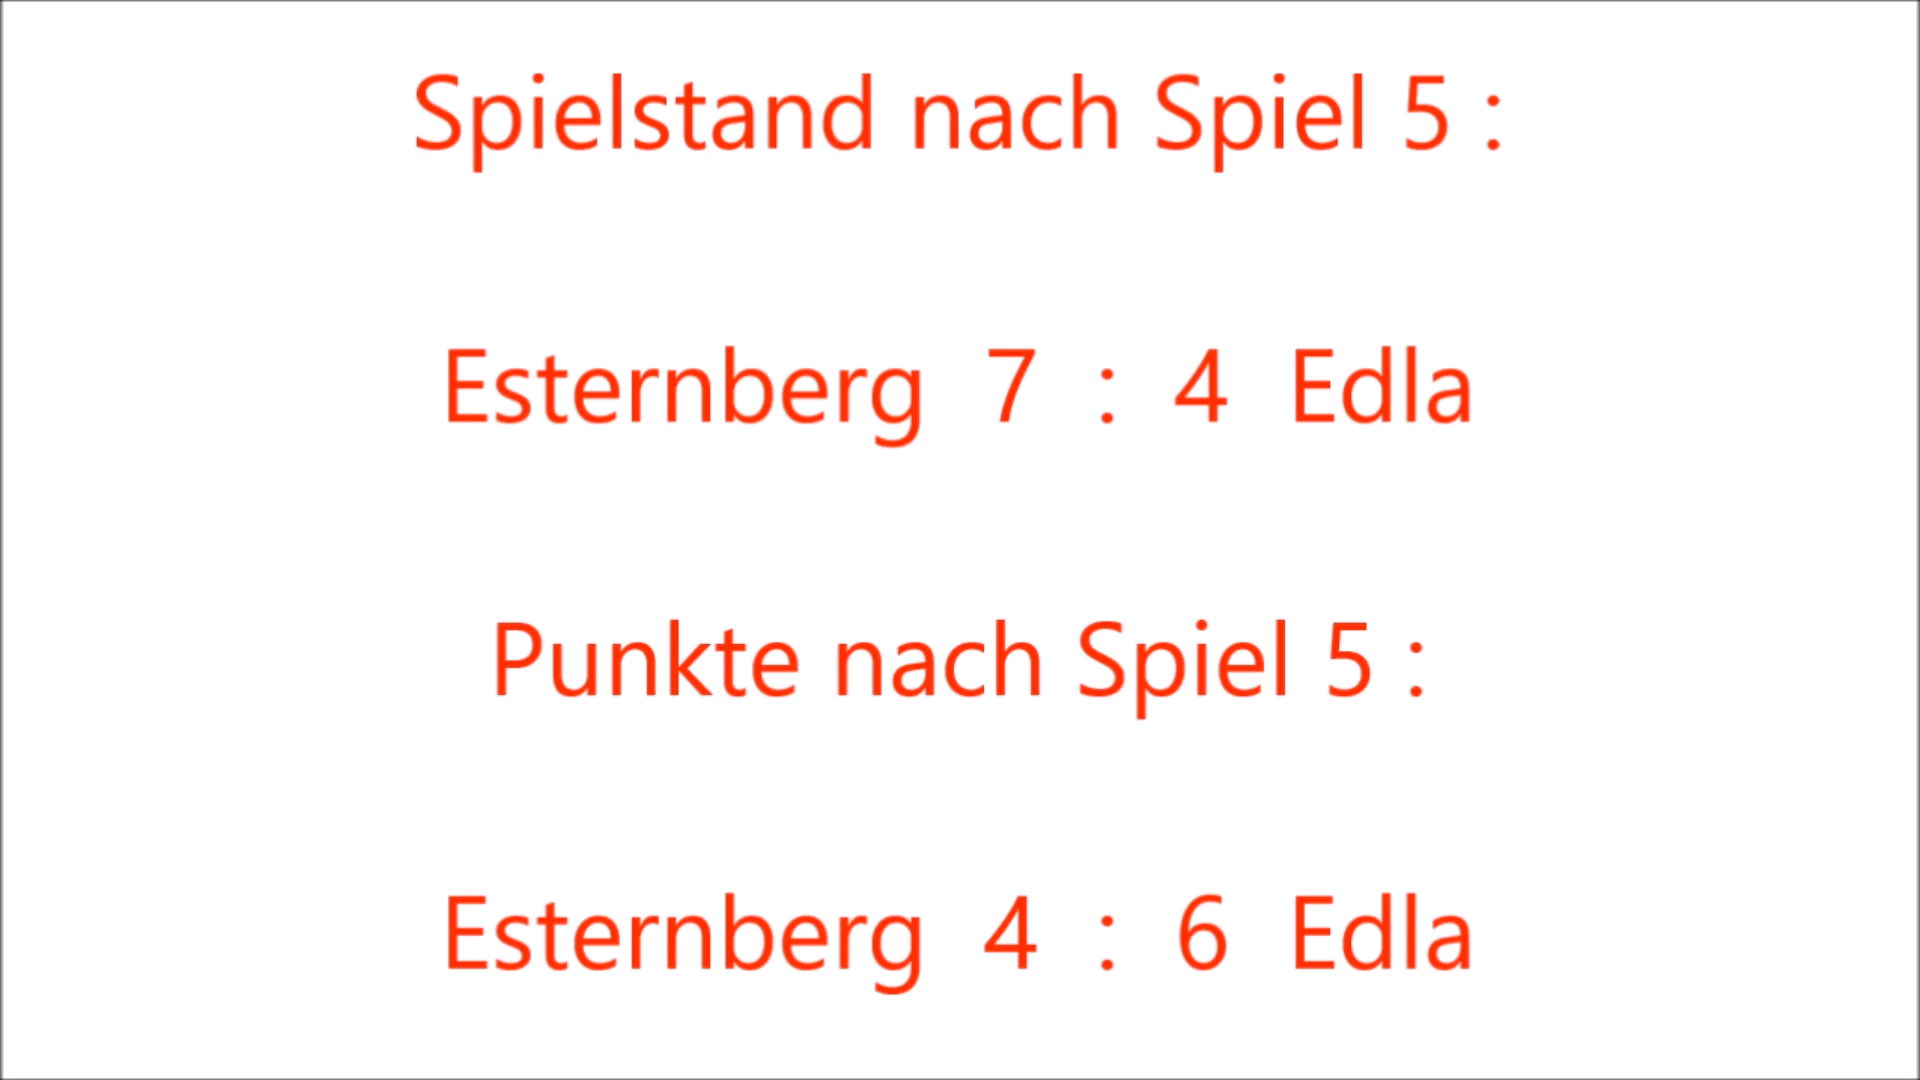 Spielstand nach Spiel 5 :
Esternberg 7 : 4 Edla
Punkte nach Spiel 5 :
Esternberg 4 : 6 Edla